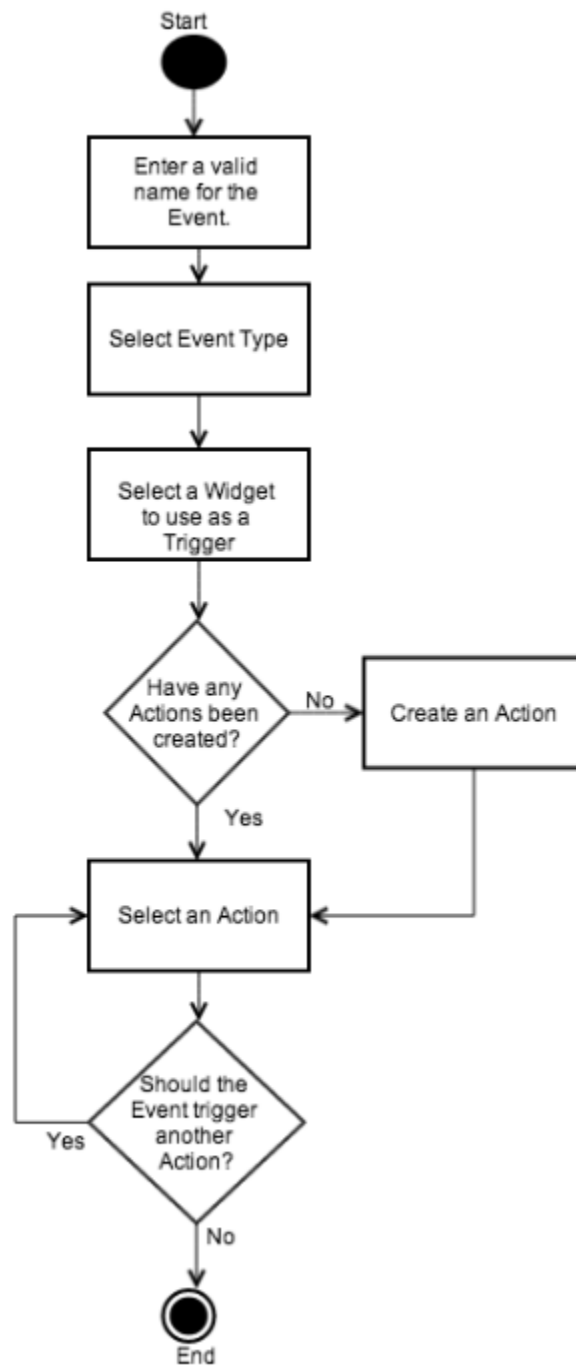 Start
Enter a valid
name for the
Event.
Select Event Type
Select a Widget
to use as a
Trigger
Have any
Actions been
created?
No
Create an Action
Yes
Select an Action
Should the
Event trigger
another
Action?
Yes
No
End